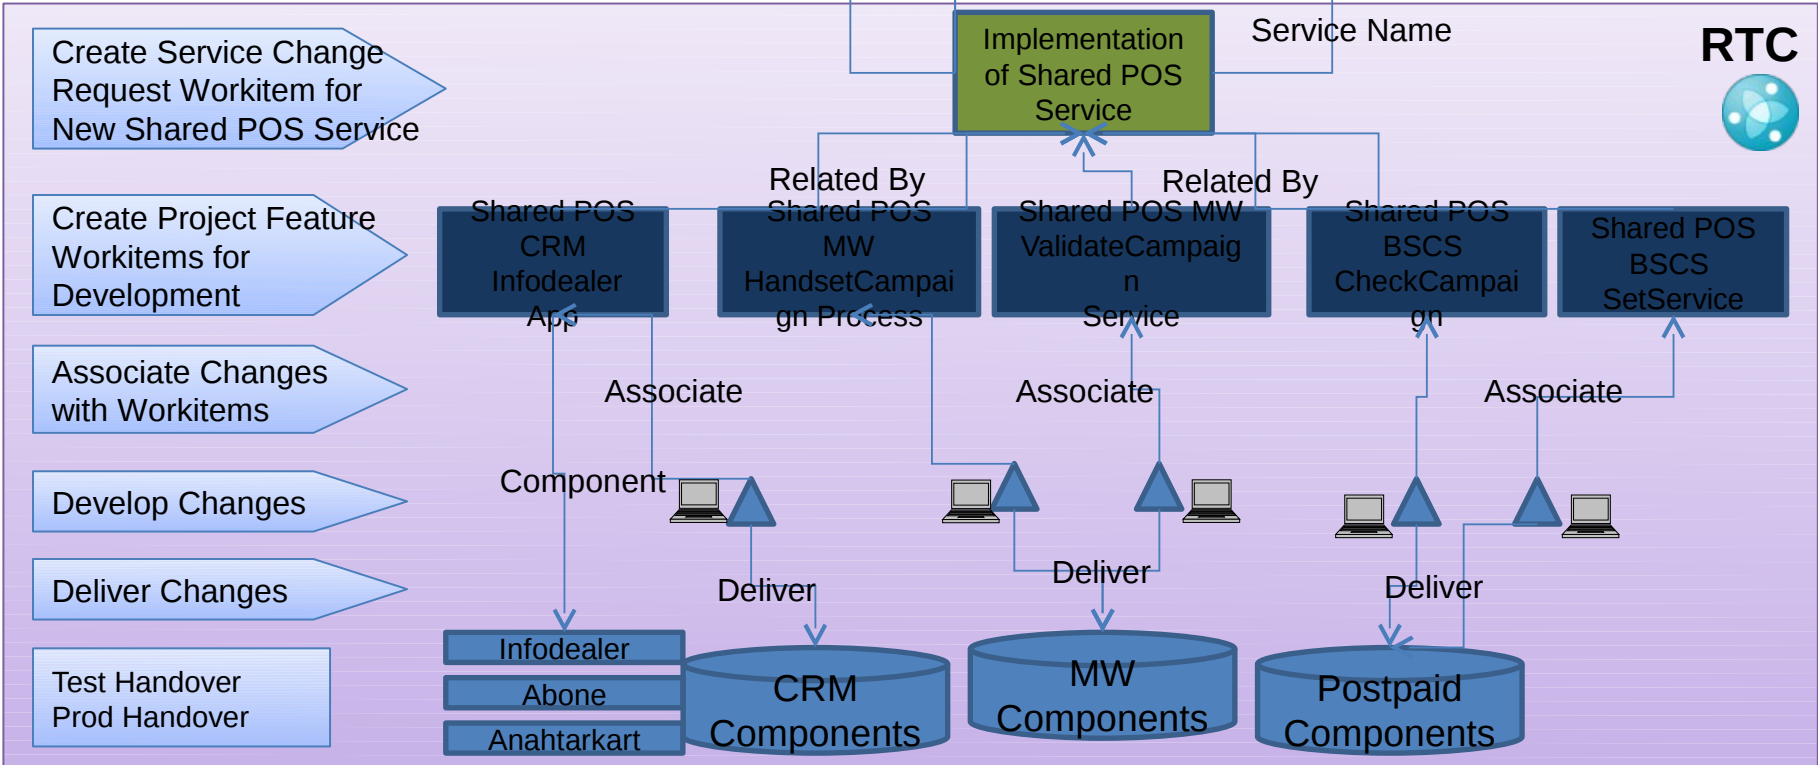 Create Service Change
Request Workitem for
New Shared POS Service
Implementation
of Shared POS
Service
Service Name
RTC
Related By
Related By
Create Project Feature
Workitems for
Development
Shared POS
CRM
Infodealer
App
Shared POS
MW
HandsetCampai
gn Process
Shared POS MW
ValidateCampaig
n
Service
Shared POS
BSCS
CheckCampai
gn
Shared POS
BSCS
SetService
Associate Changes
with Workitems
Associate
Associate
Associate
Develop Changes
Component
Deliver Changes
Deliver
Deliver
Deliver
Test Handover
Prod Handover
Infodealer
Abone
Anahtarkart
CRM
Components
MW
Components
Postpaid
Components